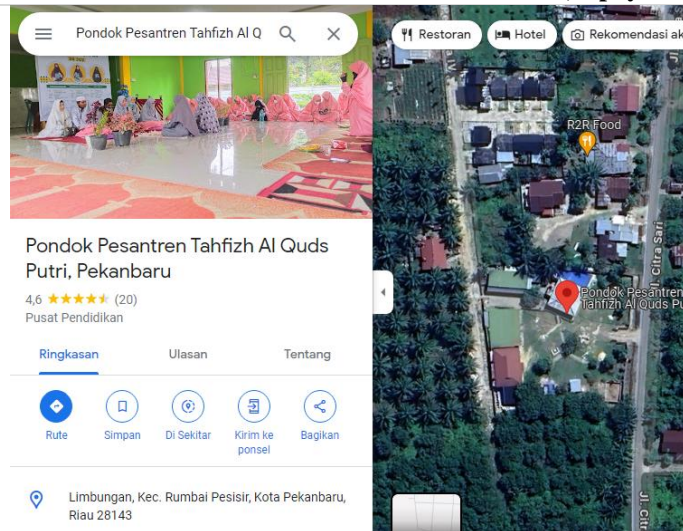 Pondok Pesantren Tahfizh Al Q
Restoran
Hotel
Rekomendasi ak
R2R Food
Pondok Pesantren Tahfizh Al Quds
Putri, Pekanbaru
4,6 (20)
Pusat Pendidikan
Ringkasan Ulasan Tentang
Rute Simpan Di Sekitar Kirim ke
ponsel Bagikan
Limbungan, Kec. Rumbai Pesisir, Kota Pekanbaru,
Riau 28143
Jl. Citra Sari
Pondok Pesantren
Tahfizh Al Quds Pu
Jl. Cit